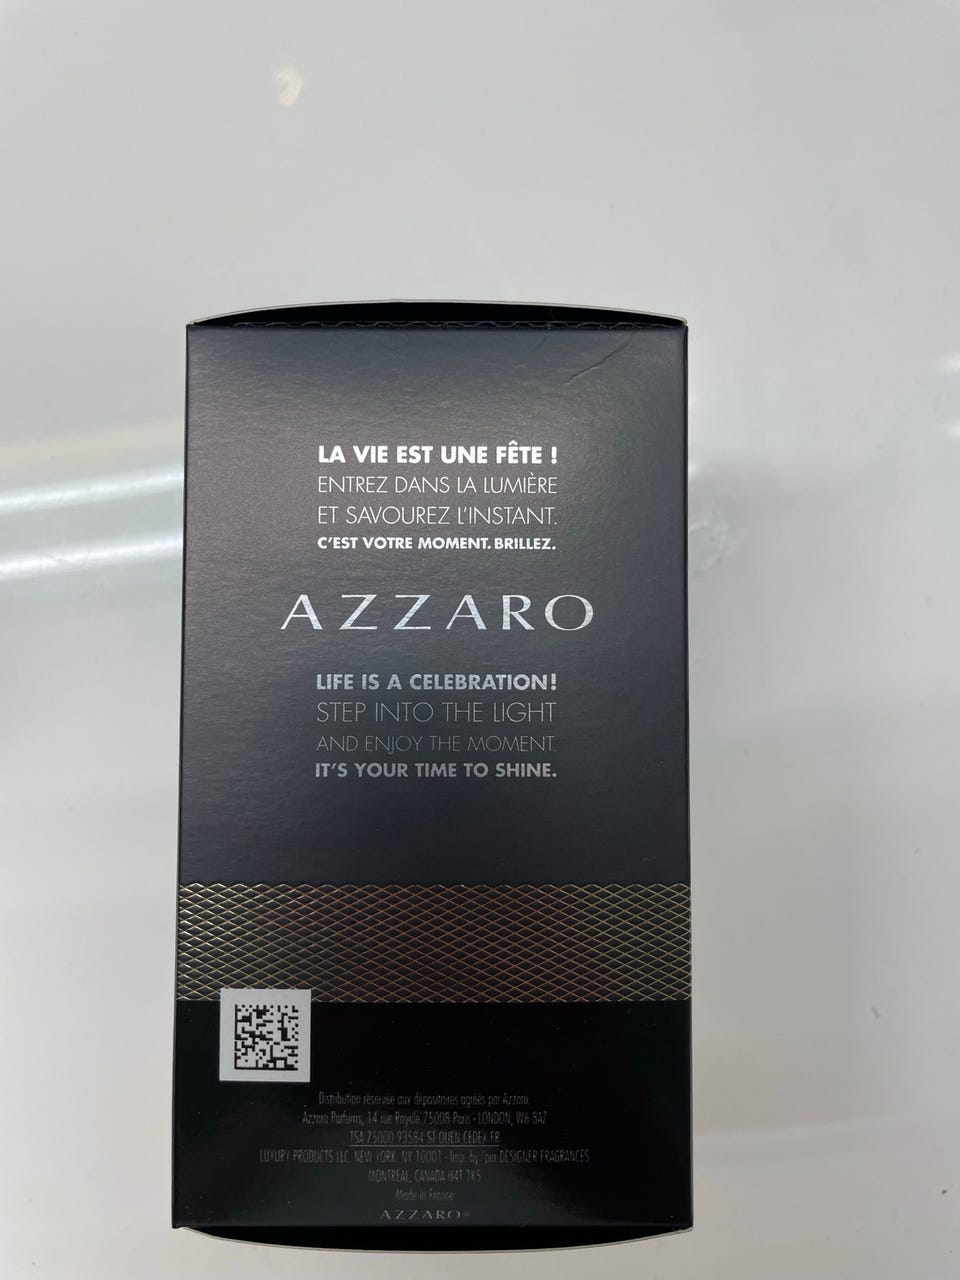 LA VIE EST UNE FÊTE !
ENTREZ DANS LA LUMIÈRE
ET SAVOUREZ L'INSTANT.
C'EST VOTRE MOMENT. BRILLEZ.
AZZARO
LIFE IS A CELEBRATION!
STEP INTO THE LIGHT
AND ENJOY THE MOMENT.
IT'S YOUR TIME TO SHINE.
Distribution réservée aux dépositaires agréés par Azzaro.
Azzaro Parfums, 14 rue Royale 75008 Paris - LONDON, W6 8AZ
TSA 75000 93584 ST OUEN CEDEX FR
LUXURY PRODUCTS LLC. NEW YORK. NY 10001 - Imp. by/par DESIGNER FRAGRANCES
MONTREAL, CANADA H4T 1K5
Made in France
AZZARO®